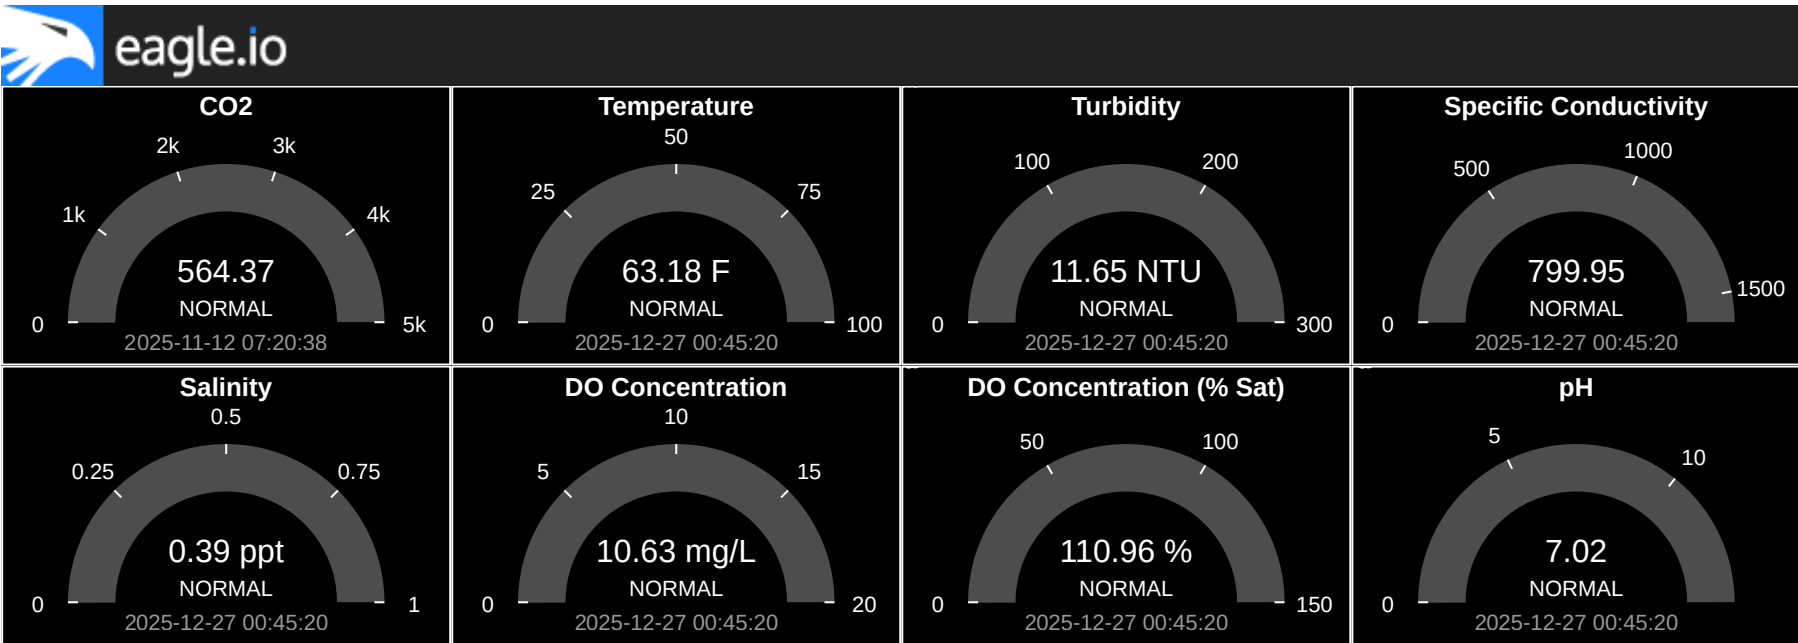 eagle.io
CO2
2k
3k
1k
4k
0
5k
564.37
NORMAL
2025-11-12 07:20:38
Temperature
50
25
75
0
100
63.18 F
NORMAL
2025-12-27 00:45:20
Turbidity
100
200
0
300
11.65 NTU
NORMAL
2025-12-27 00:45:20
Specific Conductivity
1000
500
1500
0
799.95
NORMAL
2025-12-27 00:45:20
Salinity
0.5
0.25
0.75
0
1
0.39 ppt
NORMAL
2025-12-27 00:45:20
DO Concentration
10
5
15
0
20
10.63 mg/L
NORMAL
2025-12-27 00:45:20
DO Concentration (% Sat)
50
100
0
150
110.96 %
NORMAL
2025-12-27 00:45:20
pH
5
10
0
7.02
NORMAL
2025-12-27 00:45:20